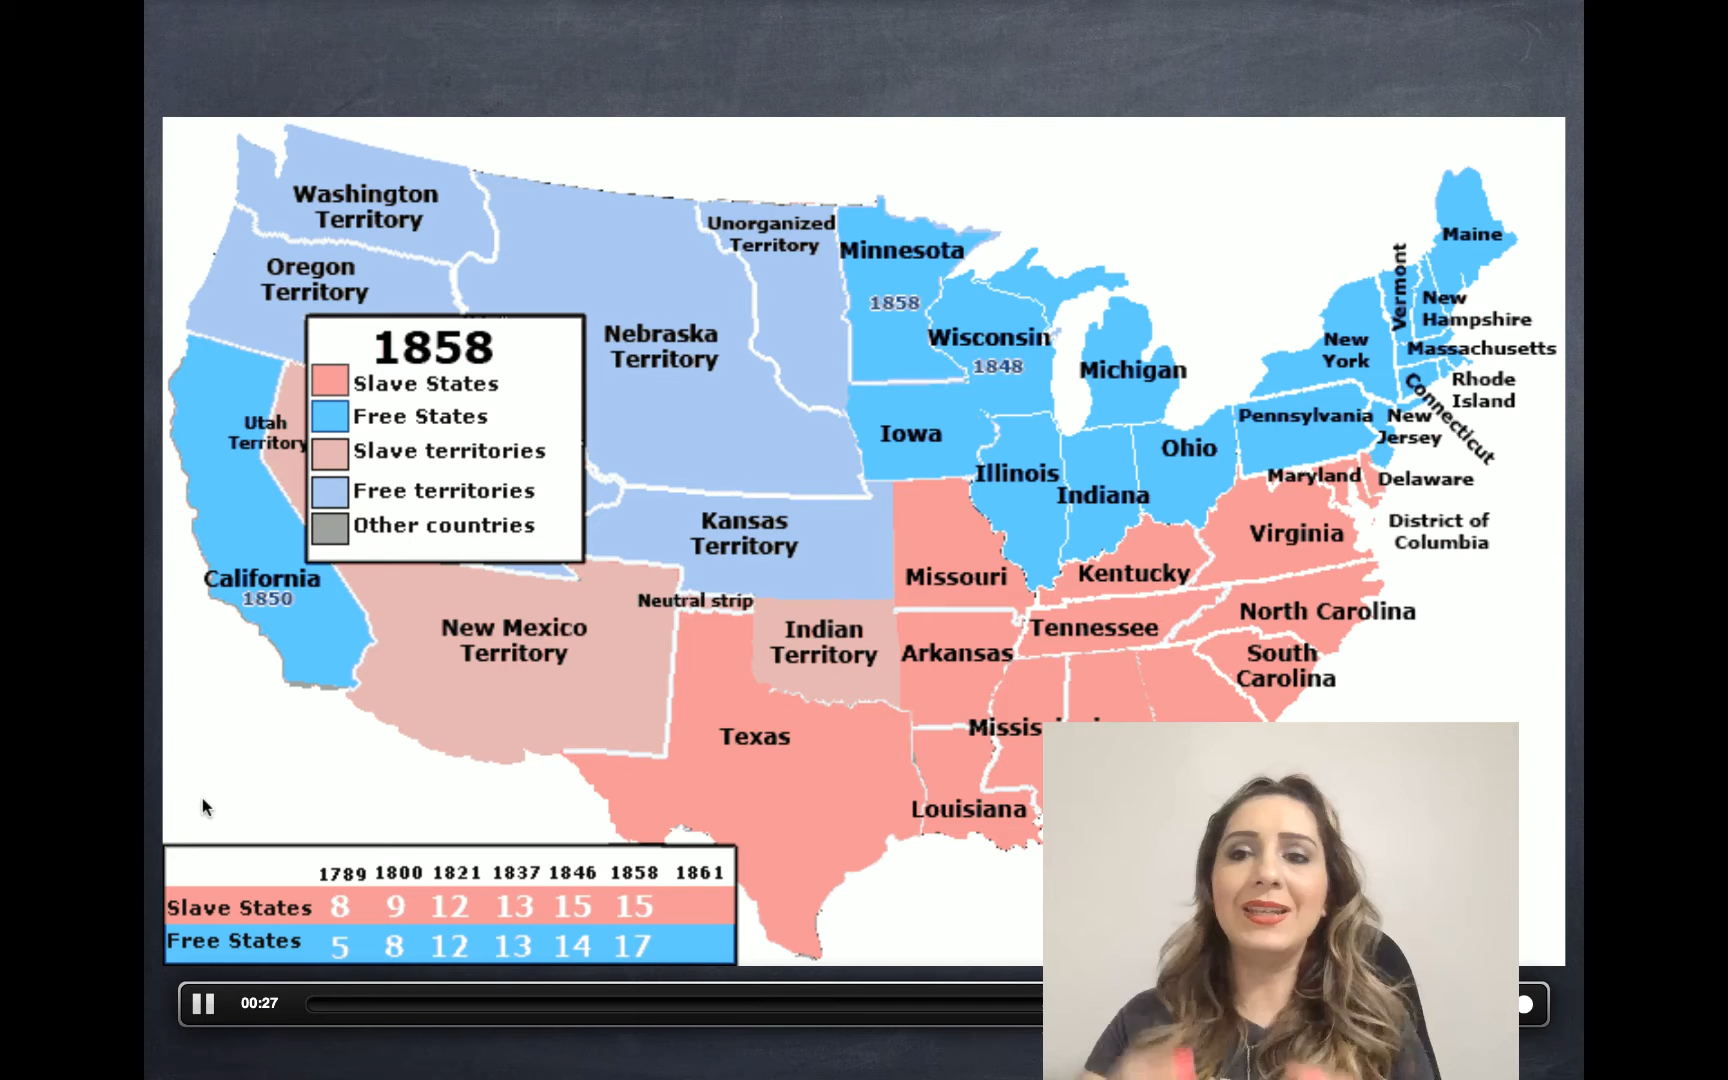 Washington
Territory
Oregon
Territory
Unorganized
Territory
Minnesota
1858
Nebraska
Territory
Wisconsin
1848
Michigan
Maine
Vermont
New
Hampshire
New
York
Massachusetts
Rhode
Island
Connecticut
Pennsylvania
New
Jersey
1858
Slave States
Free States
Slave territories
Free territories
Other countries
Utah
Territory
Iowa
Illinois
Indiana
Ohio
Maryland
Delaware
District of
Columbia
Virginia
Kansas
Territory
California
1850
Missouri
Kentucky
Neutral strip
New Mexico
Territory
Indian
Territory
Arkansas
Tennessee
North Carolina
South
Carolina
Texas
Louisiana
1789 1800 1821 1837 1846 1858 1861
Slave States 8 9 12 13 15 15
Free States 5 8 12 13 14 17
00:27